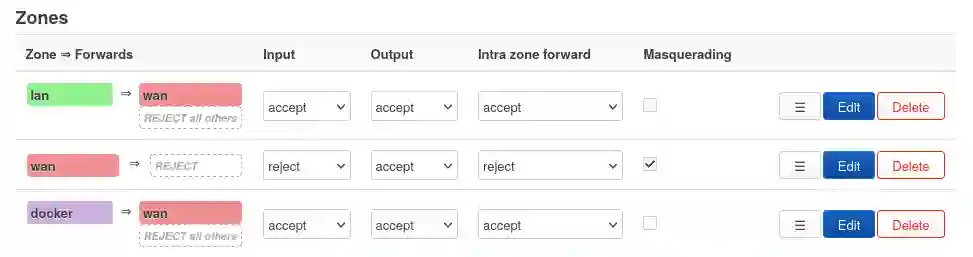 Zones
Zone ⇒ Forwards Input Output Intra zone forward Masquerading
lan ⇒ wan
REJECT all others
accept accept accept ☰ Edit Delete
wan ⇒ REJECT reject accept reject ☰ Edit Delete
docker ⇒ wan
REJECT all others
accept accept accept ☰ Edit Delete